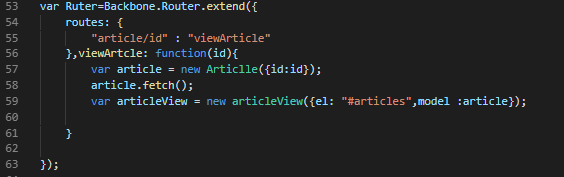 53 var Ruter=Backbone.Router.extend({
54 routes: {
55 "article/id" : "viewArticle"
56 },viewArtcle: function(id){
57 var article = new Articlle({id:id});
58 article.fetch();
59 var articleView = new articleView({el: "#articles",model :article});
60
61 }
62
63 });